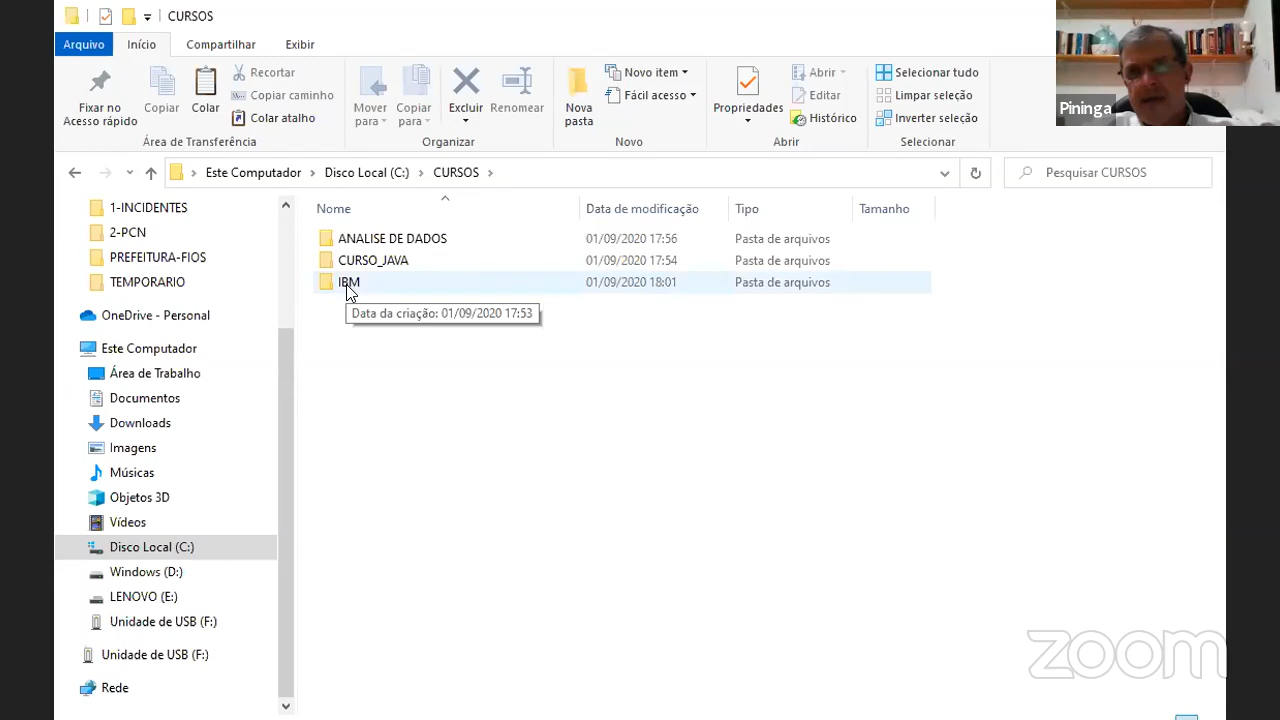 CURSOS
Arquivo Início Compartilhar Exibir
Fixar no
Acesso rápido
Copiar
Colar
Recortar
Copiar caminho
Colar atalho
Área de Transferência
Mover
para
Copiar
para
Excluir
Renomear
Organizar
Nova
pasta
Novo item
Fácil acesso
Novo
Propriedades
Abrir
Editar
Histórico
Abrir
Selecionar tudo
Limpar seleção
Inverter seleção
Selecionar
Pininga
Este Computador Disco Local (C:) CURSOS
Pesquisar CURSOS
1-INCIDENTES
2-PCN
PREFEITURA-FIOS
TEMPORARIO
OneDrive - Personal
Este Computador
Área de Trabalho
Documentos
Downloads
Imagens
Músicas
Objetos 3D
Vídeos
Disco Local (C:)
Windows (D:)
LENOVO (E:)
Unidade de USB (F:)
Unidade de USB (F:)
Rede
Nome Data de modificação Tipo Tamanho
ANALISE DE DADOS 01/09/2020 17:56 Pasta de arquivos
CURSO_JAVA 01/09/2020 17:54 Pasta de arquivos
IBM 01/09/2020 18:01 Pasta de arquivos
Data da criação: 01/09/2020 17:53
zoom